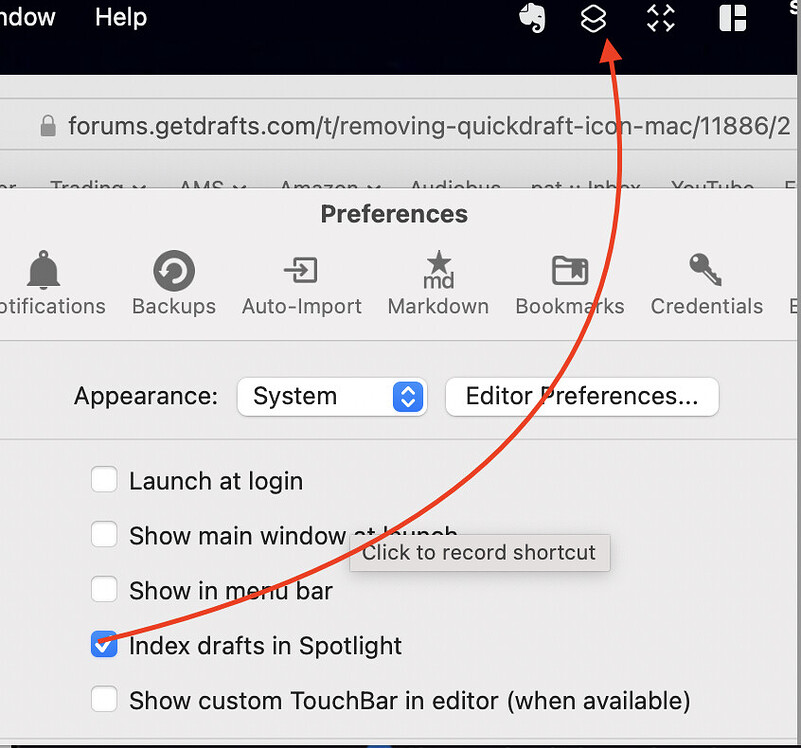 ndow Help
forums.getdrafts.com/t/removing-quickdraft-icon-mac/11886/2
Trading AMS Amazon Audiobus pat :: Inbox YouTube
Preferences
otifications Backups Auto-Import md Markdown Bookmarks Credentials
Appearance: System Editor Preferences...
Launch at login
Show main window at launch
Click to record shortcut
Show in menu bar
Index drafts in Spotlight
Show custom TouchBar in editor (when available)